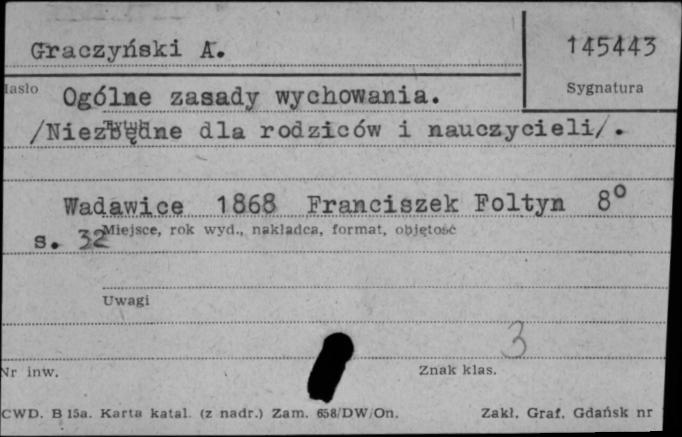 Graczyński A.
145443
Hasło
Sygnatura
Ogólne zasady wychowania.
/Niezbędne dla rodziców i nauczycieli/.
Wadawice 1868 Franciszek Foltyn 8°
Miejsce, rok wyd., nakładca, format, objętość
s. 32
Uwagi
3
Nr inw.
Znak klas.
CWD. B 15a. Karta katal. (z nadr.) Zam. 658/DW/On.
Zakł. Graf. Gdańsk nr